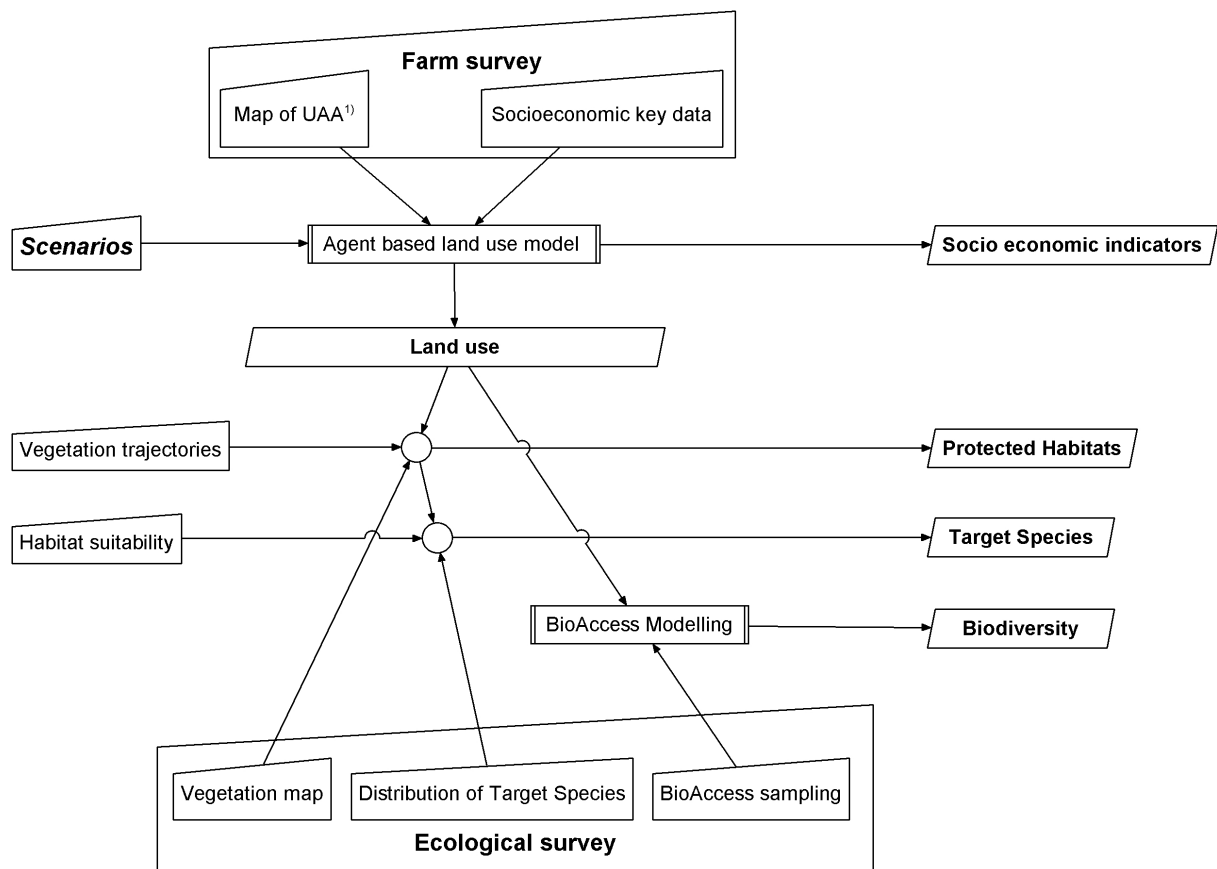 Farm survey
Map of UAA1)
Socioeconomic key data
Scenarios
Agent based land use model
Socio economic indicators
Land use
Vegetation trajectories
Protected Habitats
Habitat suitability
Target Species
BioAccess Modelling
Biodiversity
Vegetation map
Distribution of Target Species
BioAccess sampling
Ecological survey